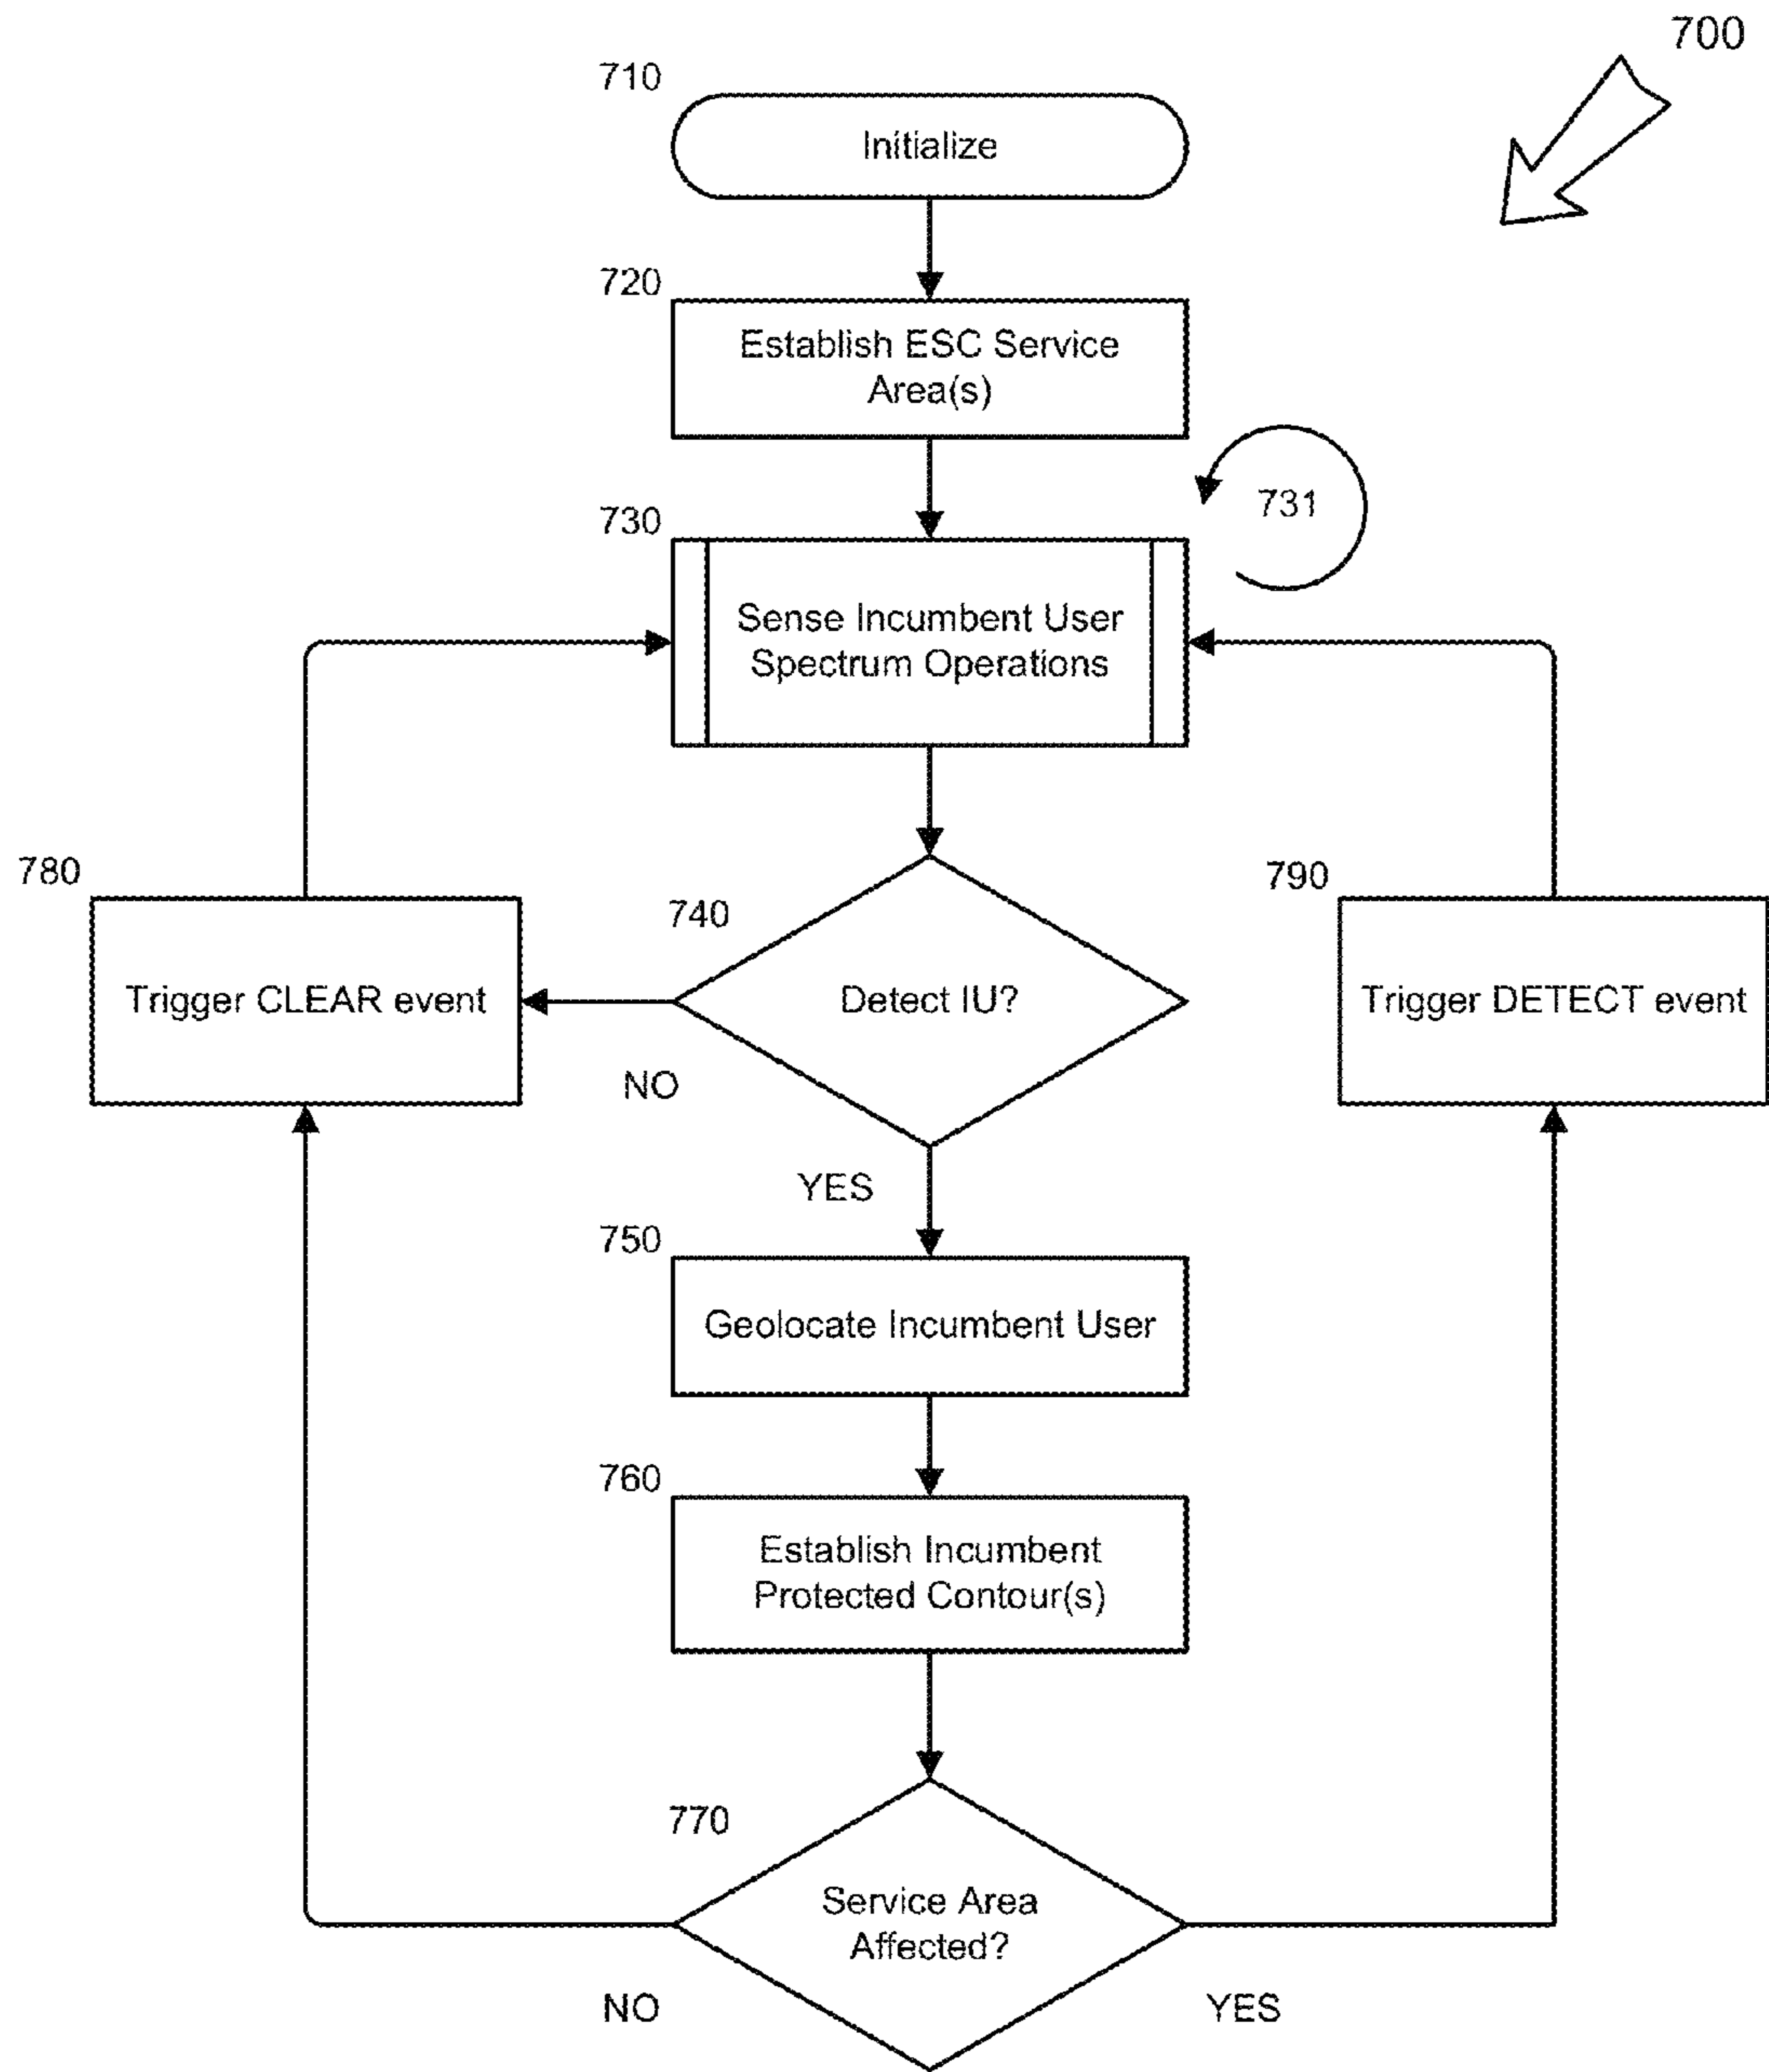 700
710
Initialize
720
Establish ESC Service
Area(s)
730
731
Sense Incumbent User
Spectrum Operations
780
Trigger CLEAR event
740
Detect IU?
790
Trigger DETECT event
NO
YES
750
Geolocate Incumbent User
760
Establish Incumbent
Protected Contour(s)
770
Service Area
Affected?
NO
YES